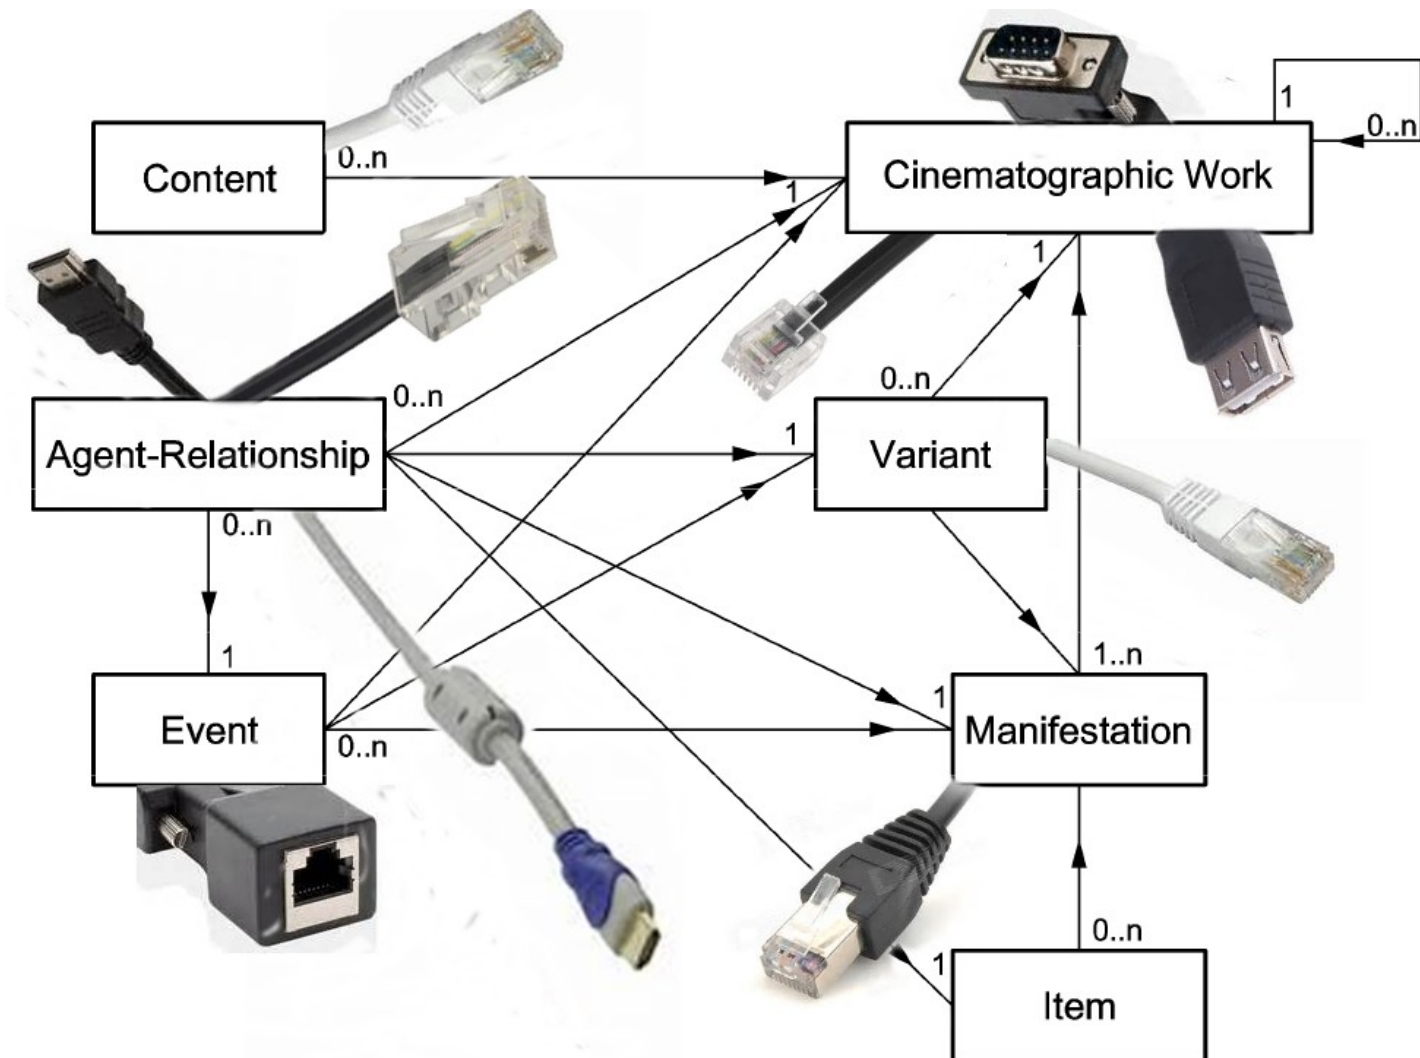 0..n
1
Content
Cinematographic Work
0..n
1
1
0..n
0..n
Agent-Relationship
1
Variant
0..n
1
1..n
Event
0..n
1
Manifestation
0..n
1
Item